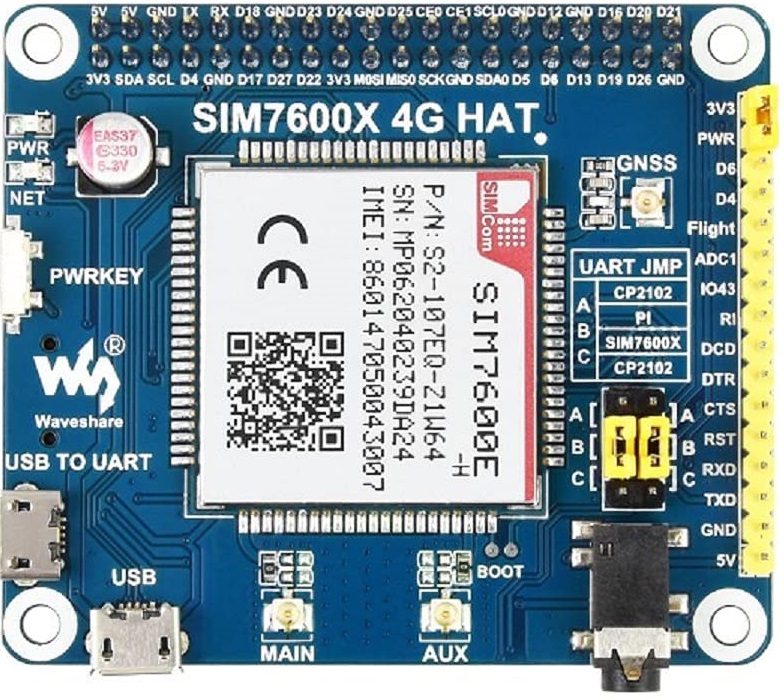 5V 5V GND TX RX D18 GND D23 D24 GND D25 CE0 CE1 SCL0 GND D12 GND D16 D20 D21
3V3 SDA SCL D4 GND D17 D27 D22 3V3 M0SI MIS0 SCK GND SDA0 D5 D6 D13 D19 D26 GND
SIM7600X 4G HAT
EAS37
330
6.3V
PWR
NET
PWRKEY
®
Waveshare
USB TO UART
USB
SIMCom
SIM7600E
-H
P/N: S2-107EQ-Z1W64
SN: MP062040239DA24
IMEI: 860147050043007
CE
GNSS
UART JMP
A CP2102
B PI
C SIM7600X
CP2102
A A
B B
C C
BOOT
MAIN
AUX
3V3
PWR
D6
D4
Flight
ADC1
IO43
RI
DCD
DTR
CTS
RST
RXD
TXD
GND
5V